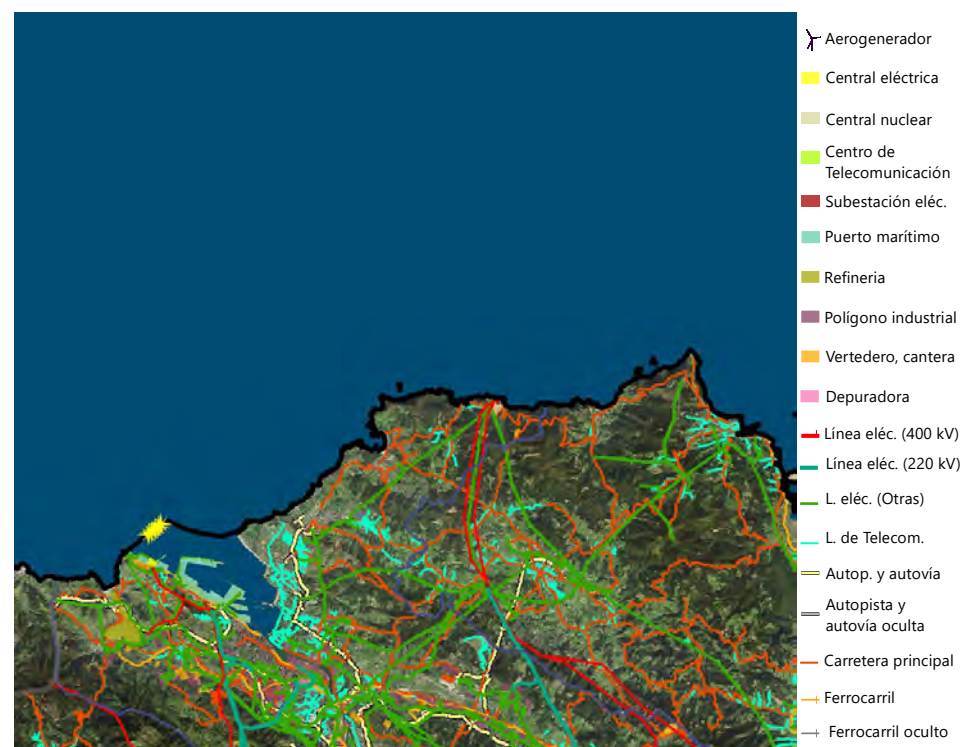 Aerogenerador
Central eléctrica
Central nuclear
Centro de
Telecomunicación
Subestación eléc.
Puerto marítimo
Refineria
Polígono industrial
Vertedero, cantera
Depuradora
Línea eléc. (400 kV)
Línea eléc. (220 kV)
L. eléc. (Otras)
L. de Telecom.
Autop. y autovía
Autopista y
autovía oculta
Carretera principal
Ferrocarril
Ferrocarril oculto